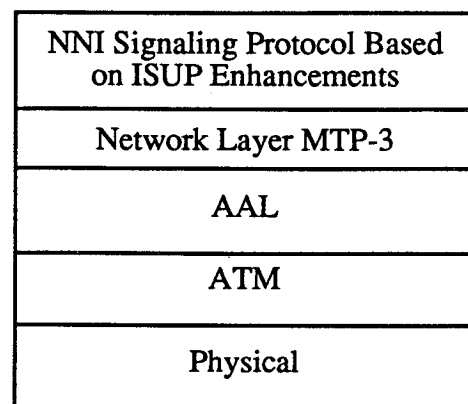 NNI Signaling Protocol Based
on ISUP Enhancements
Network Layer MTP-3
AAL
ATM
Physical